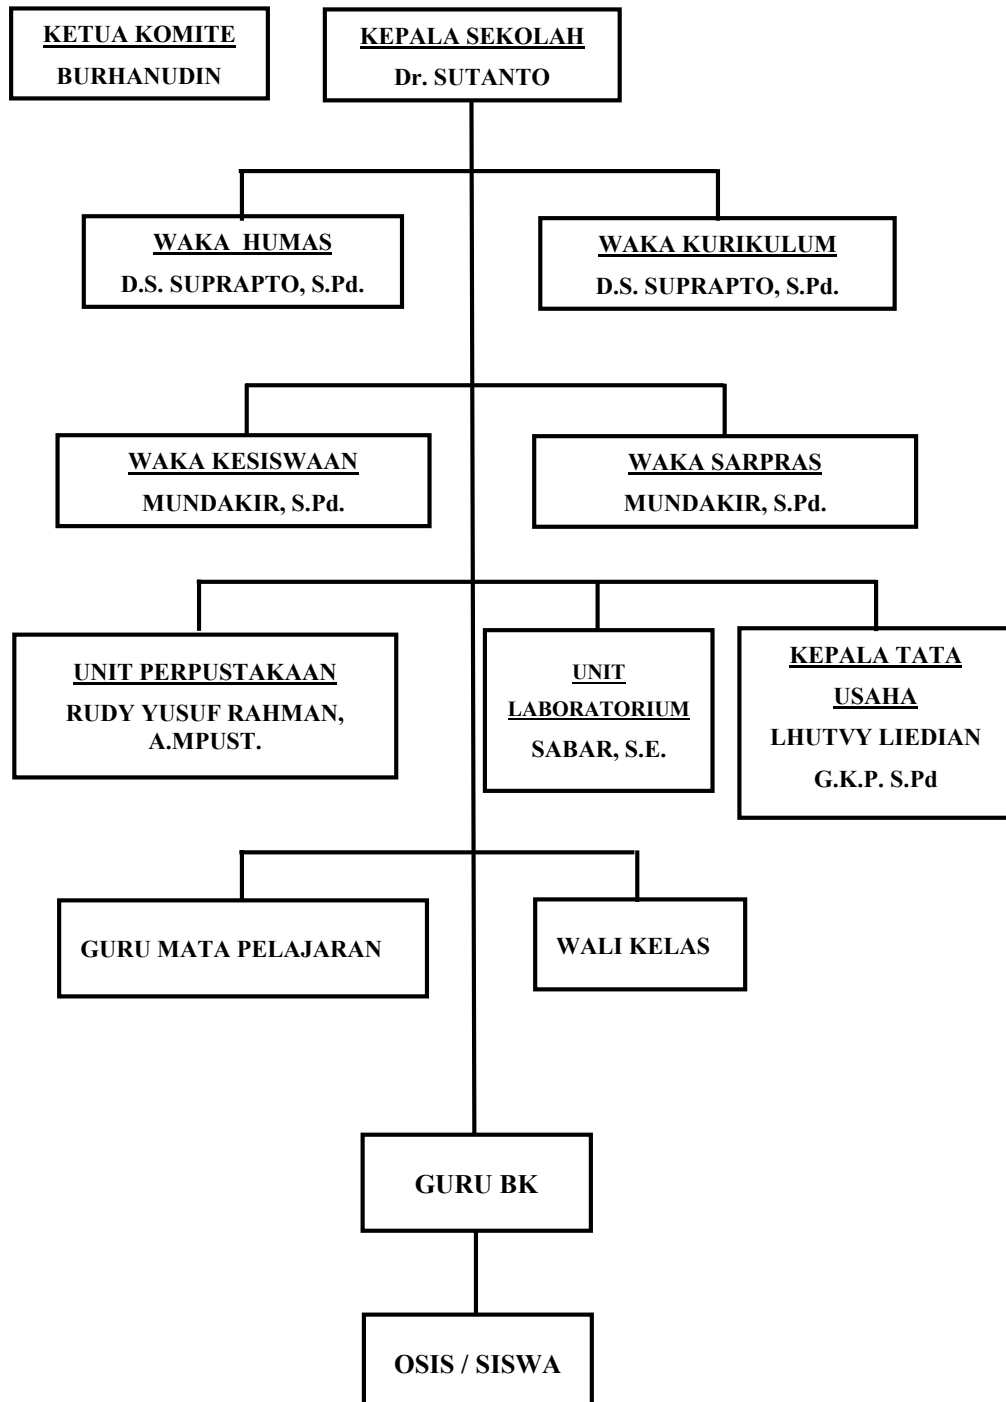 KETUA KOMITE
BURHANUDIN
KEPALA SEKOLAH
Dr. SUTANTO
WAKA HUMAS
D.S. SUPRAPTO, S.Pd.
WAKA KURIKULUM
D.S. SUPRAPTO, S.Pd.
WAKA KESISWAAN
MUNDAKIR, S.Pd.
WAKA SARPRAS
MUNDAKIR, S.Pd.
UNIT PERPUSTAKAAN
RUDY YUSUF RAHMAN,
A.MPUST.
UNIT
LABORATORIUM
SABAR, S.E.
KEPALA TATA
USAHA
LHUTVY LIEDIAN
G.K.P. S.Pd
GURU MATA PELAJARAN
WALI KELAS
GURU BK
OSIS / SISWA